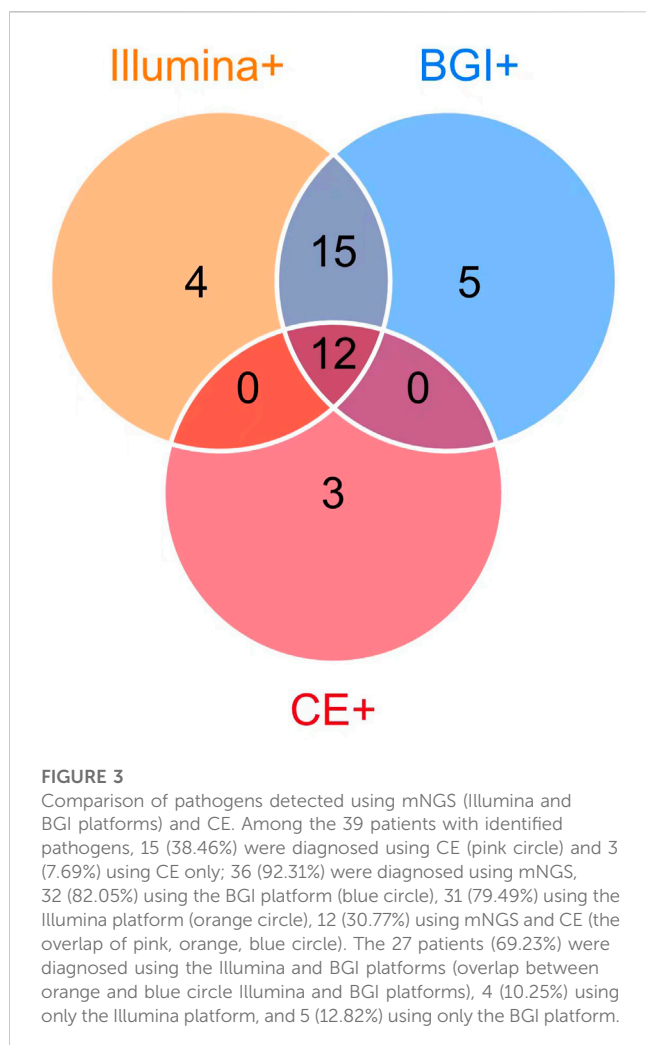 Illumina+ BGI+
4 15 5
12
0 0
3
CE+
FIGURE 3
Comparison of pathogens detected using mNGS (Illumina and
BGI platforms) and CE. Among the 39 patients with identified
pathogens, 15 (38.46%) were diagnosed using CE (pink circle) and 3
(7.69%) using CE only; 36 (92.31%) were diagnosed using mNGS,
32 (82.05%) using the BGI platform (blue circle), 31 (79.49%) using the
Illumina platform (orange circle), 12 (30.77%) using mNGS and CE (the
overlap of pink, orange, blue circle). The 27 patients (69.23%) were
diagnosed using the Illumina and BGI platforms (overlap between
orange and blue circle Illumina and BGI platforms), 4 (10.25%) using
only the Illumina platform, and 5 (12.82%) using only the BGI platform.